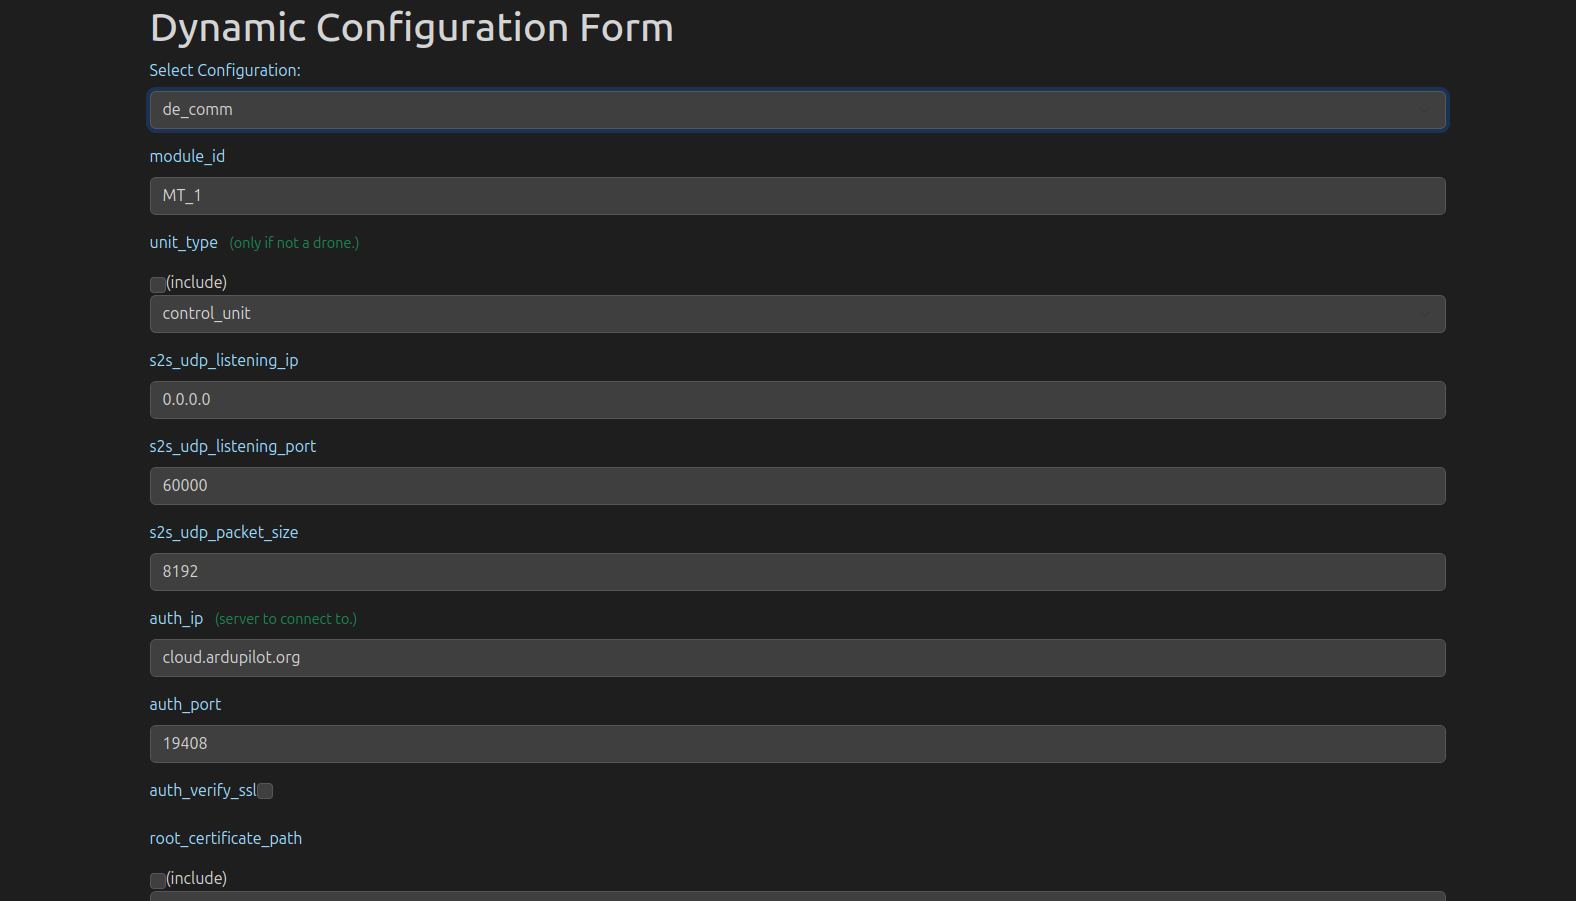 Dynamic Configuration Form
Select Configuration:
de_comm
module_id
MT_1
unit_type (only if not a drone.)
(include)
control_unit
s2s_udp_listening_ip
0.0.0.0
s2s_udp_listening_port
60000
s2s_udp_packet_size
8192
auth_ip (server to connect to.)
cloud.ardupilot.org
auth_port
19408
auth_verify_ssl
root_certificate_path
(include)